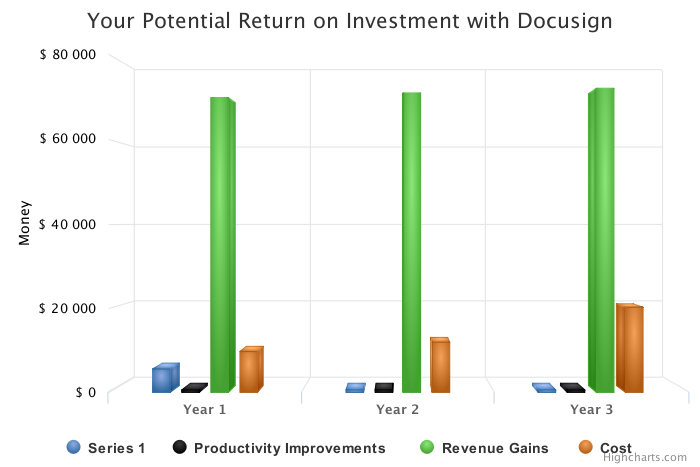 Your Potential Return on Investment with Docusign
$ 80 000
$ 60 000
$ 40 000
$ 20 000
$ 0
Money
Year 1
Year 2
Year 3
Series 1
Productivity Improvements
Revenue Gains
Cost
Highcharts.com